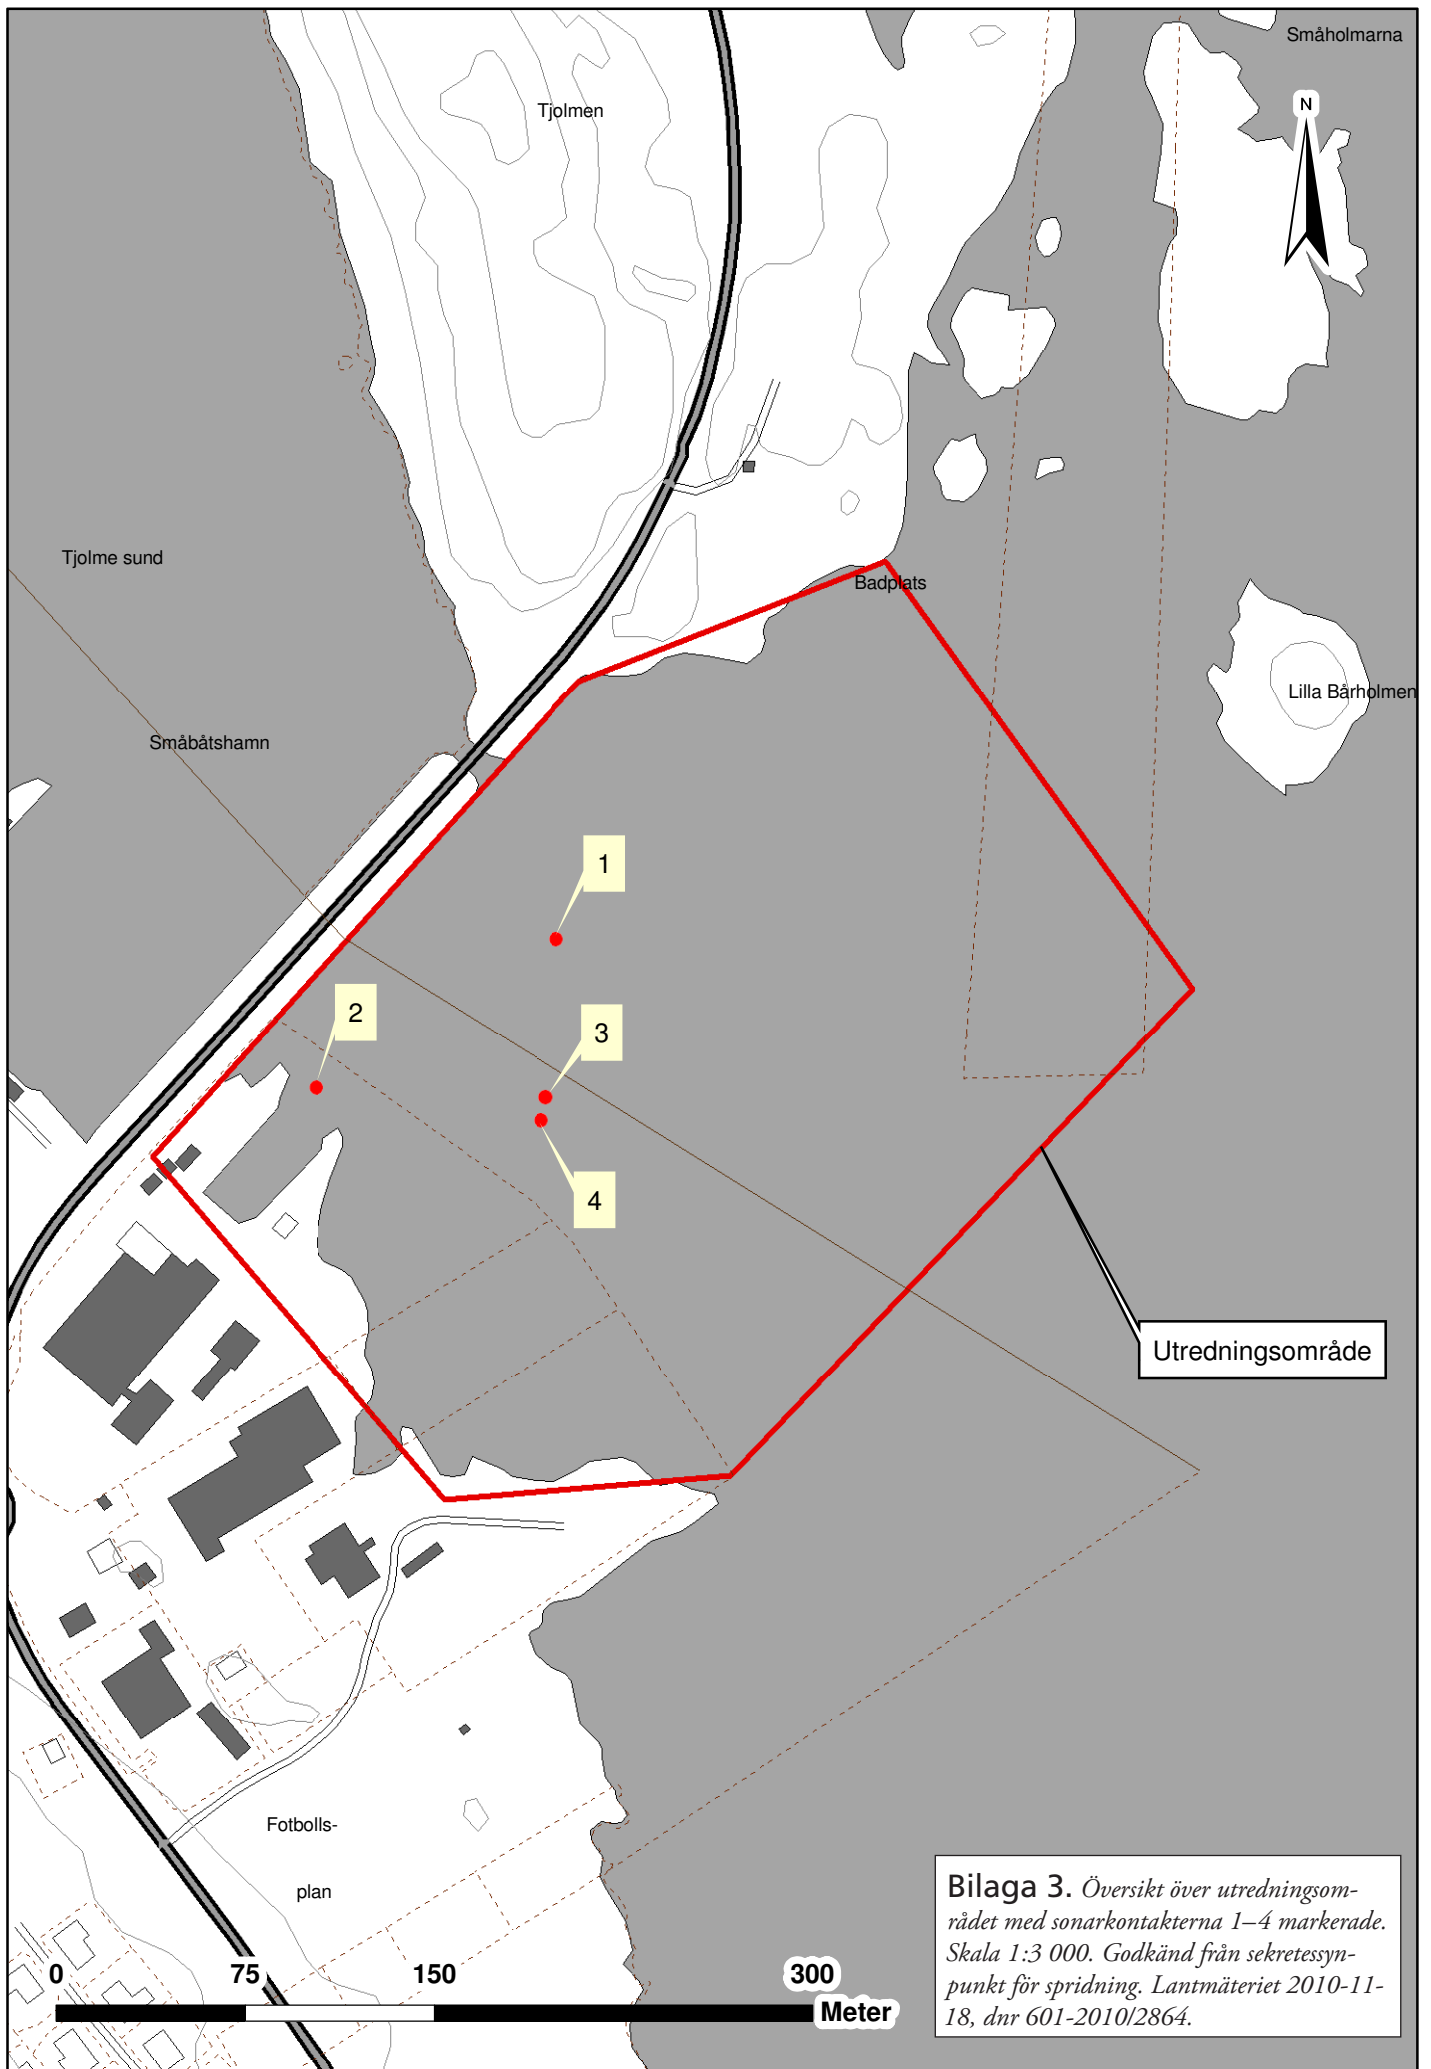 Småholmarna
N
Tjolmen
Tjolme sund
Badplats
Lilla Bårholmen
Småbåtshamn
1
2
3
4
Utredningsområde
Fotbolls-
plan
Bilaga 3. Översikt över utredningsom-
rådet med sonarkontakterna 1–4 markerade.
Skala 1:3 000. Godkänd från sekretessyn-
punkt för spridning. Lantmäteriet 2010-11-
18, dnr 601-2010/2864.
0 75 150 300
Meter